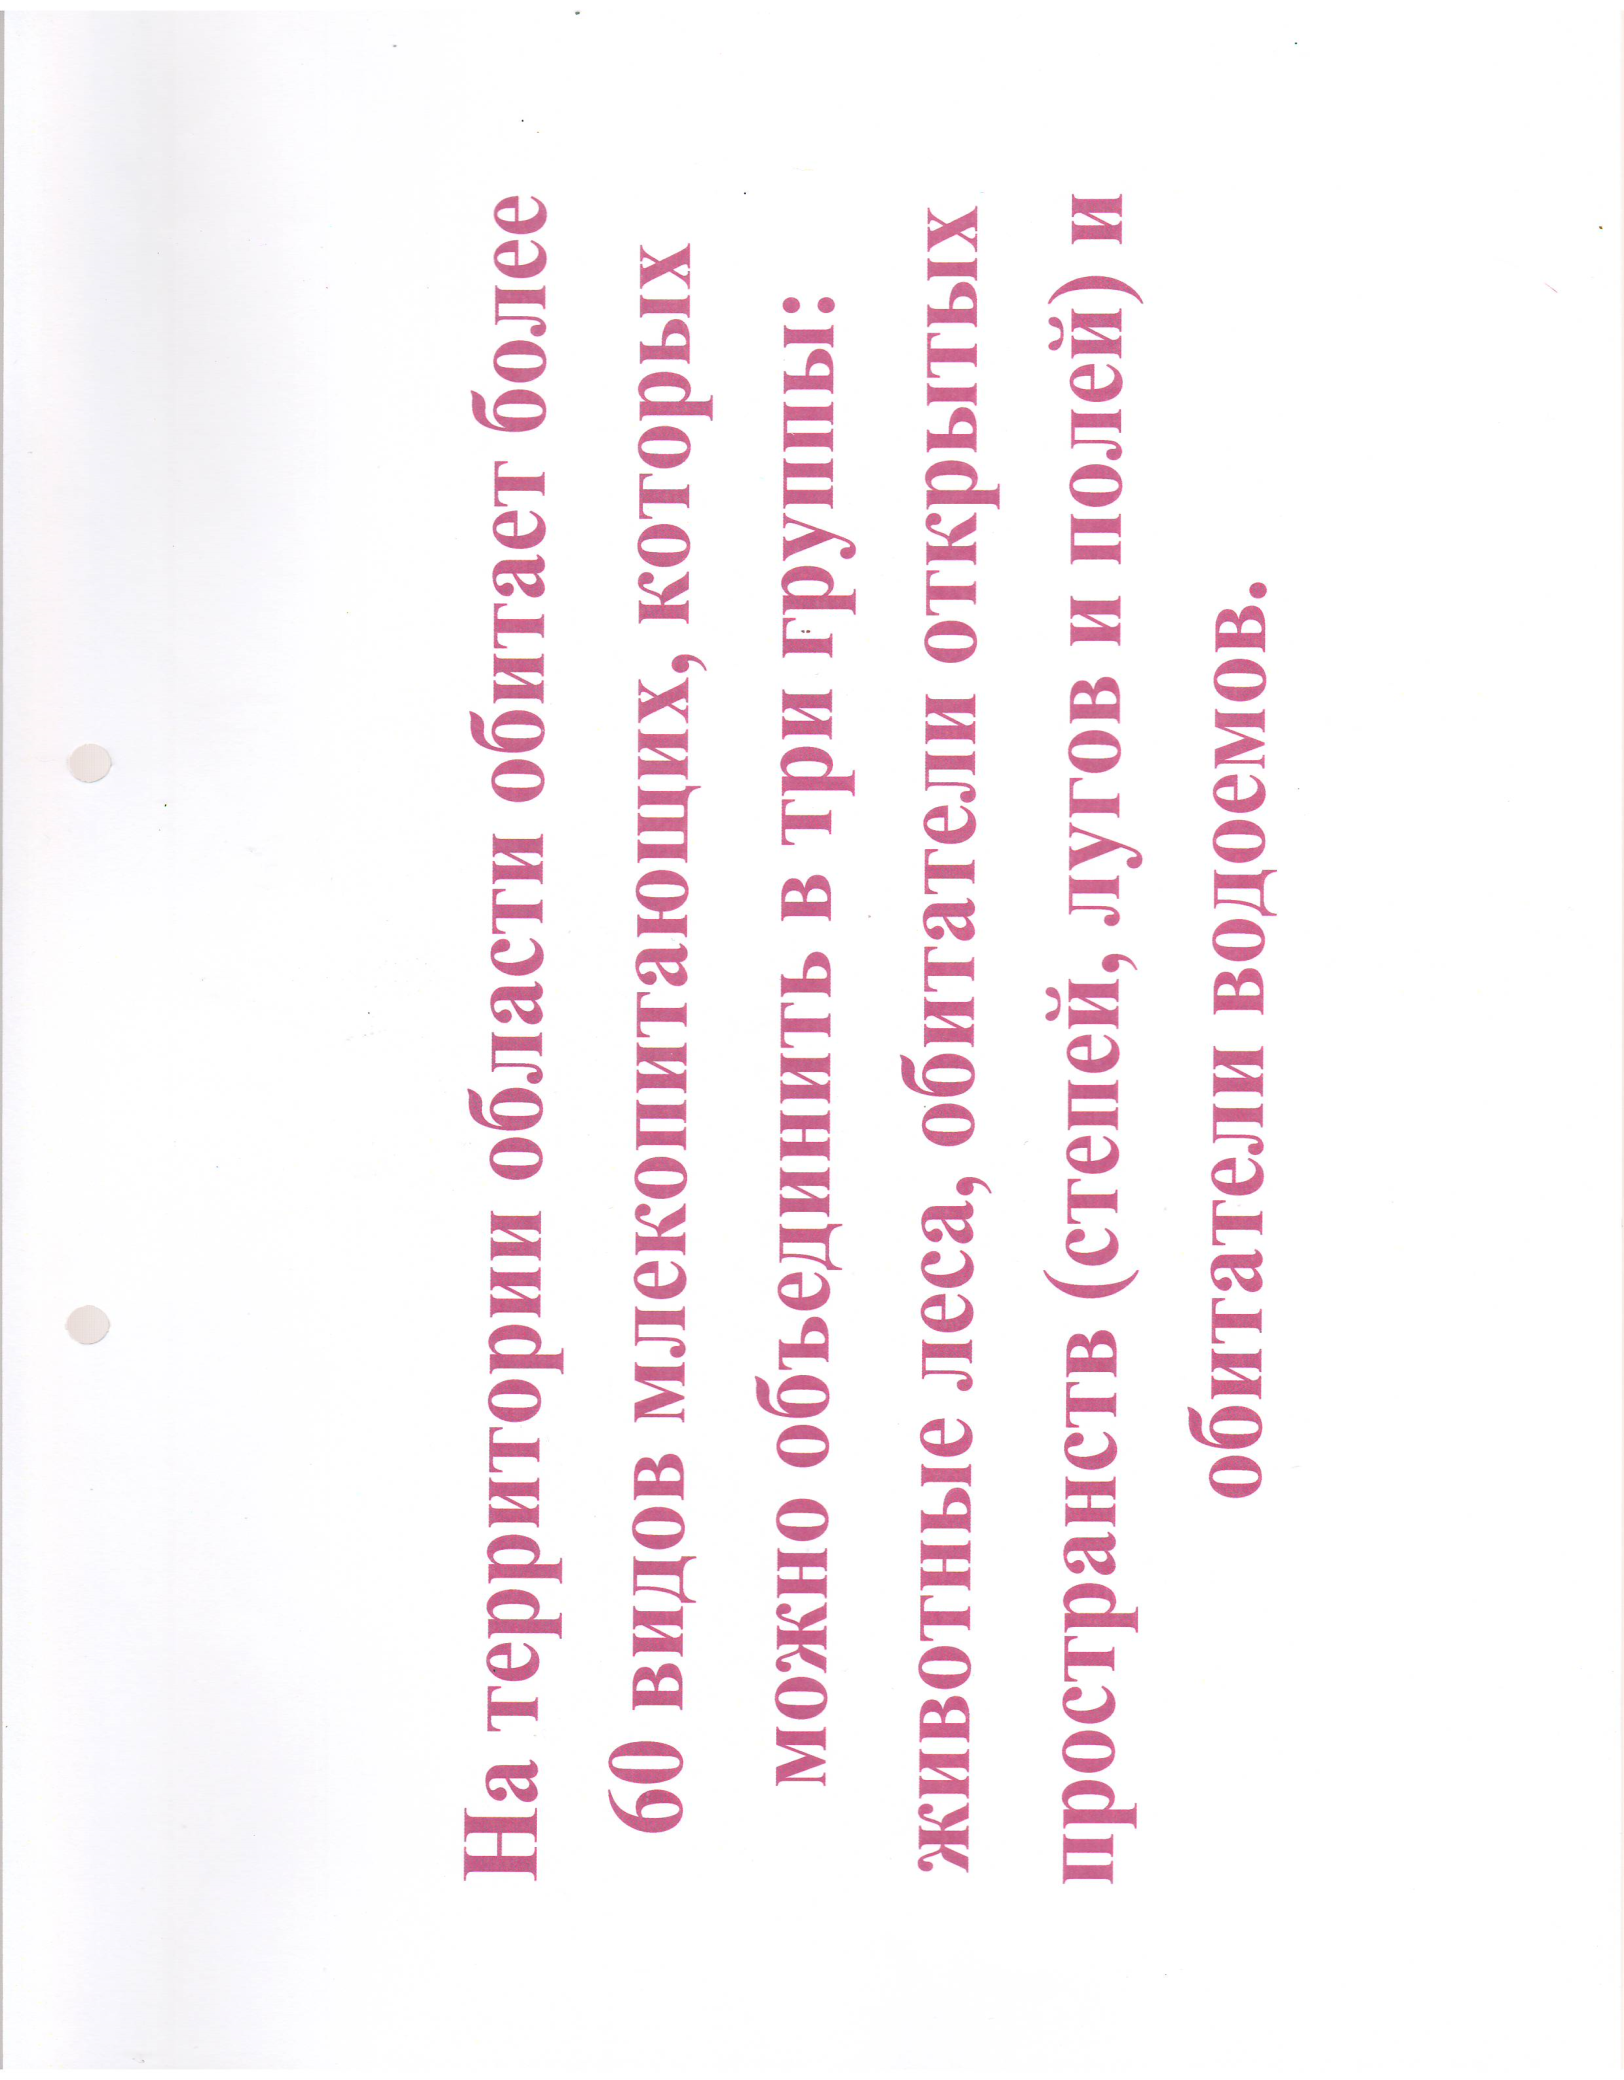 На территории области обитает более
60 видов млекопитающих, которых
можно объединить в три группы:
животные леса, обитатели открытых
пространств (степей, лугов и полей) и
обитатели водоемов.